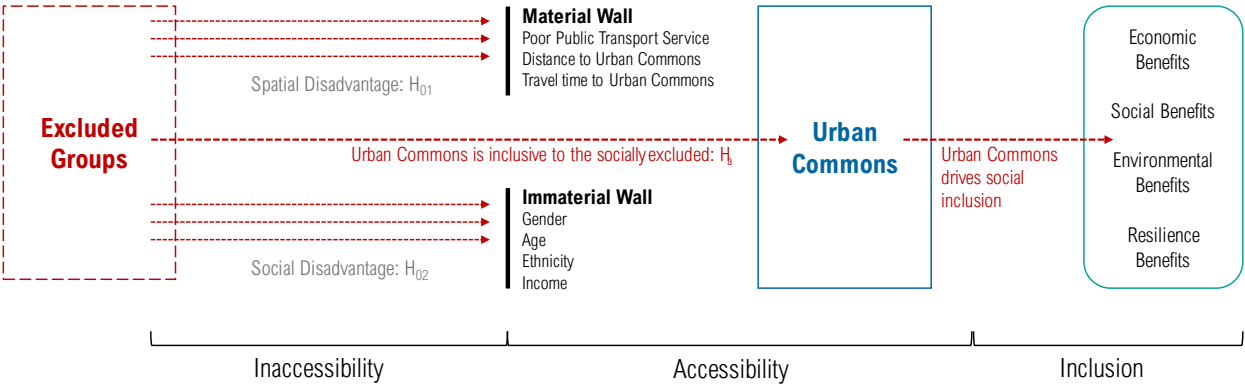 Excluded
Groups
Spatial Disadvantage: H01
Social Disadvantage: H02
Material Wall
Poor Public Transport Service
Distance to Urban Commons
Travel time to Urban Commons
Urban Commons is inclusive to the socially excluded: Ha
Immaterial Wall
Gender
Age
Ethnicity
Income
Urban
Commons
Urban Commons
drives social
inclusion
Economic
Benefits
Social Benefits
Environmental
Benefits
Resilience
Benefits
Inaccessibility
Accessibility
Inclusion